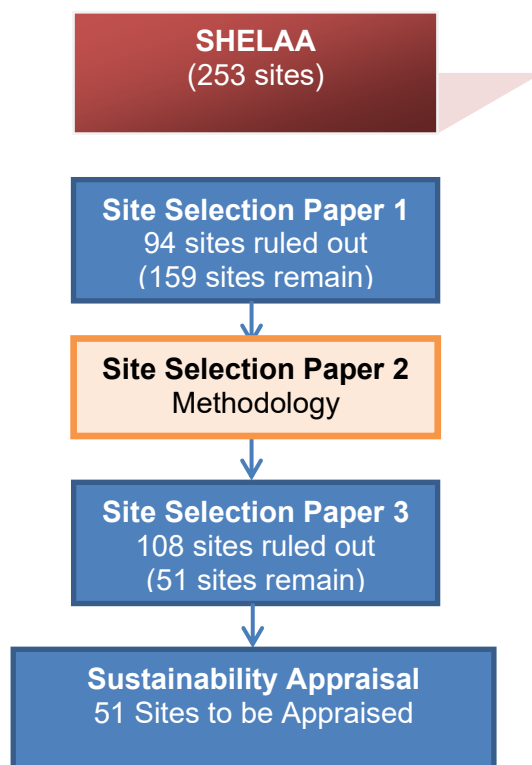 SHELAA
(253 sites)
Site Selection Paper 1
94 sites ruled out
(159 sites remain)
Site Selection Paper 2
Methodology
Site Selection Paper 3
108 sites ruled out
(51 sites remain)
Sustainability Appraisal
51 Sites to be Appraised